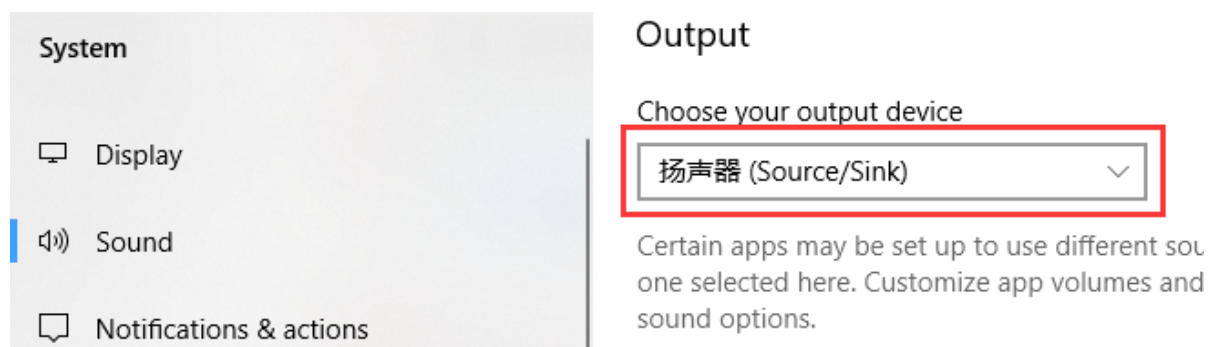 System
Display
Sound
Notifications & actions
Output
Choose your output device
扬声器 (Source/Sink)
Certain apps may be set up to use different
one selected here. Customize app volumes and
sound options.